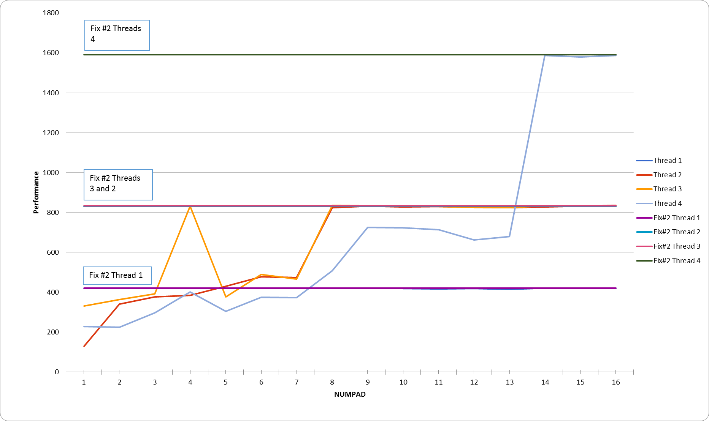 1800
1600
1400
1200
1000
800
600
400
200
0
Performance
Fix #2 Threads
4
Fix #2 Threads
3 and 2
Fix #2 Thread 1
1 2 3 4 5 6 7 8 9 10 11 12 13 14 15 16
NUMPAD
Thread 1
Thread 2
Thread 3
Thread 4
Fix#2 Thread 1
Fix#2 Thread 2
Fix#2 Thread 3
Fix#2 Thread 4